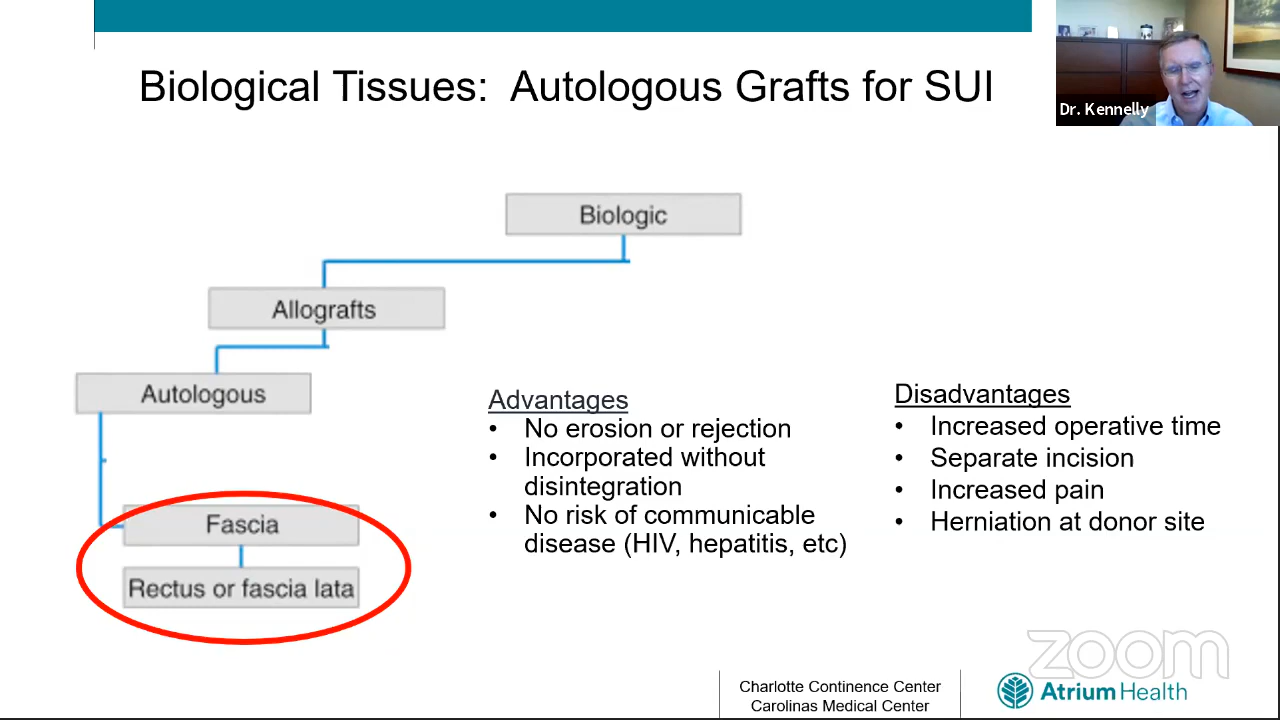 Biological Tissues: Autologous Grafts for SUI
Dr. Kennelly
Biologic
Allografts
Autologous
Fascia
Rectus or fascia lata
Advantages
• No erosion or rejection
• Incorporated without
disintegration
• No risk of communicable
disease (HIV, hepatitis, etc)
Disadvantages
• Increased operative time
• Separate incision
• Increased pain
• Herniation at donor site
zoom
Charlotte Continence Center
Carolinas Medical Center
Atrium Health